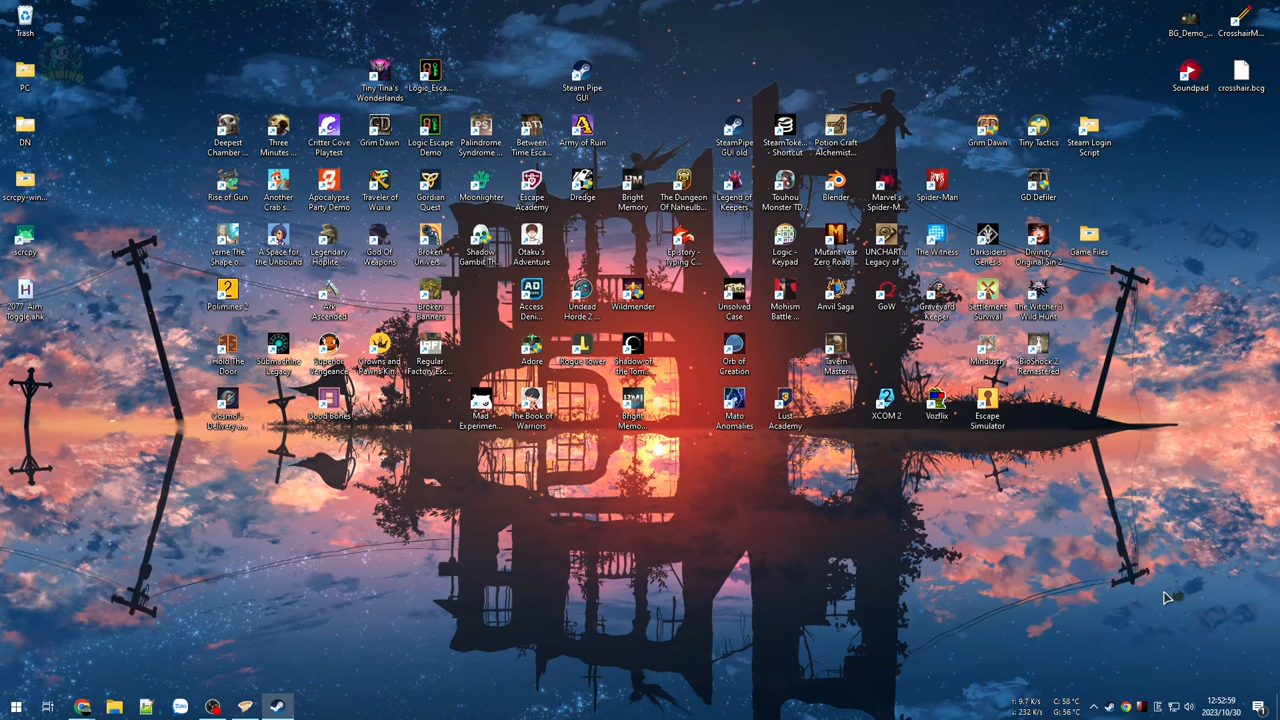 Trash
BG_Demo_...
CrosshairM...
GAMING
PC
Tiny Tina's
Wonderlands
Logic_Esca...
Steam Pipe
GUI
Soundpad
crosshair.bcg
DN
Deepest
Chamber ...
Three
Minutes ...
Critter Cove
Playtest
Grim Dawn
Logic Escape
Demo
Palindrome
Syndrome ...
Between
Time Esca...
Army of Ruin
SteamPipe
GUI old
SteamToke...
- Shortcut
Potion Craft
Alchemist...
Grim Dawn
Tiny Tactics
Steam Login
Script
scrcpy-win...
Rise of Gun
Another
Crab's...
Apocalypse
Party Demo
Traveler of
Wuxia
Gordian
Quest
Moonlighter
Escape
Academy
Dredge
Bright
Memory
The Dungeon
Of Naheulb...
Legend of
Keepers
Touhou
Monster TD...
Blender
Marvel's
Spider-M...
Spider-Man
GD Defiler
scrcpy
Verne The
Shape o...
A Space for
the Unbound
Legendary
Hoplite ...
God Of
Weapons
Broken
Univers...
Shadow
Gambit Th...
Otaku's
Adventure
Epistory -
Typing C...
Logic -
Keypad
Mutant Year
Zero Road ...
UNCHART...
Legacy of ...
The Witness
Darksiders
Genesis
Divinity
Original Sin 2
Game Files
2077 Aim
Toggle.ahk
Polimines 2
Ark
Ascended
Broken
Banners
Access
Deni...
Undead
Horde 2 ...
Wildmender
Unsolved
Case
Mohism
Battle ...
Anvil Saga
GoW
Graveyard
Keeper
Settlement
Survival
The Witcher 3
Wild Hunt
Hold The
Door
Submachine
Legacy
Superior
Vengeance
Crowns and
Pawns Kin...
Regular
Factory Esc...
Adore
Rogue Tower
Shadow of
the Tom...
Orb of
Creation
Tavern
Master
Mindustry
BioShock 2
Remastered
Cosmo's
Delivery a...
Good bones
Mad
Experimen...
The Book of
Warriors
Bright
Memo...
Mato
Anomalies
Lust
Academy
XCOM 2
Vozflix
Escape
Simulator
Zalo
↑: 9.7 K/s
C: 58 °C
↓: 232 K/s
G: 56 °C
12:52:59
2023/10/30